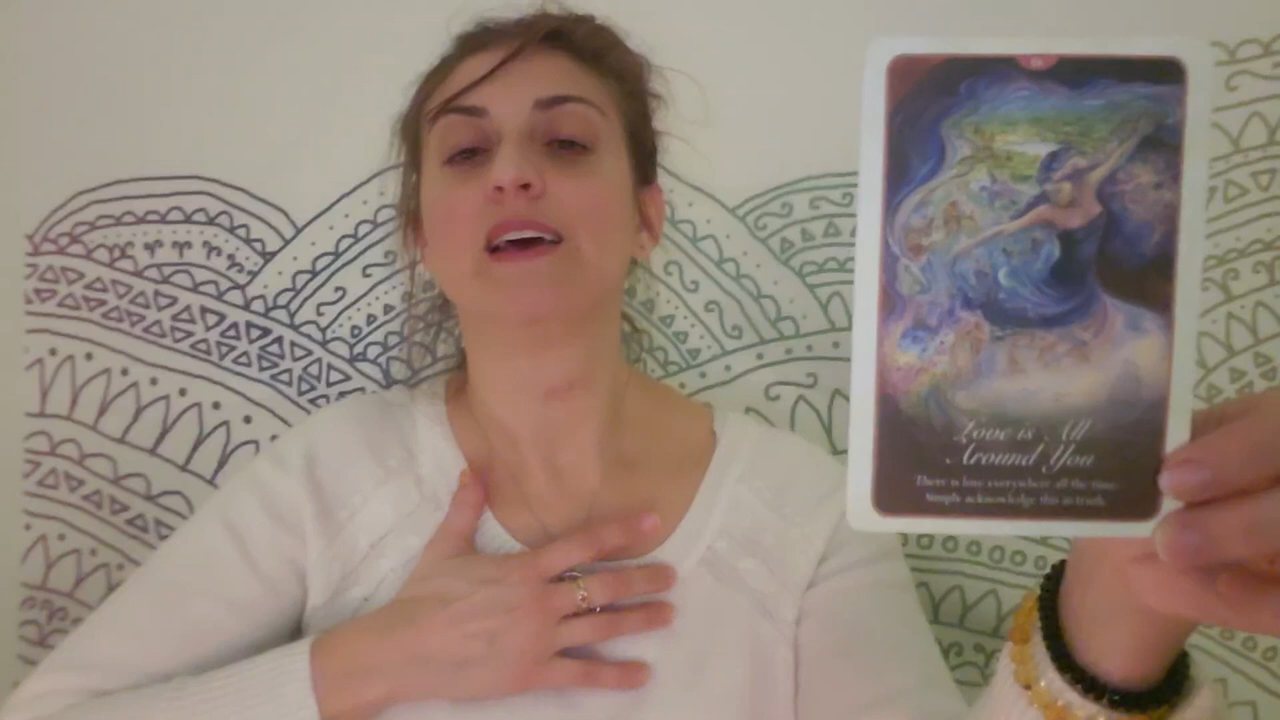 Love is All
Around You
There is love everywhere all the time.
Simply acknowledge this as truth.